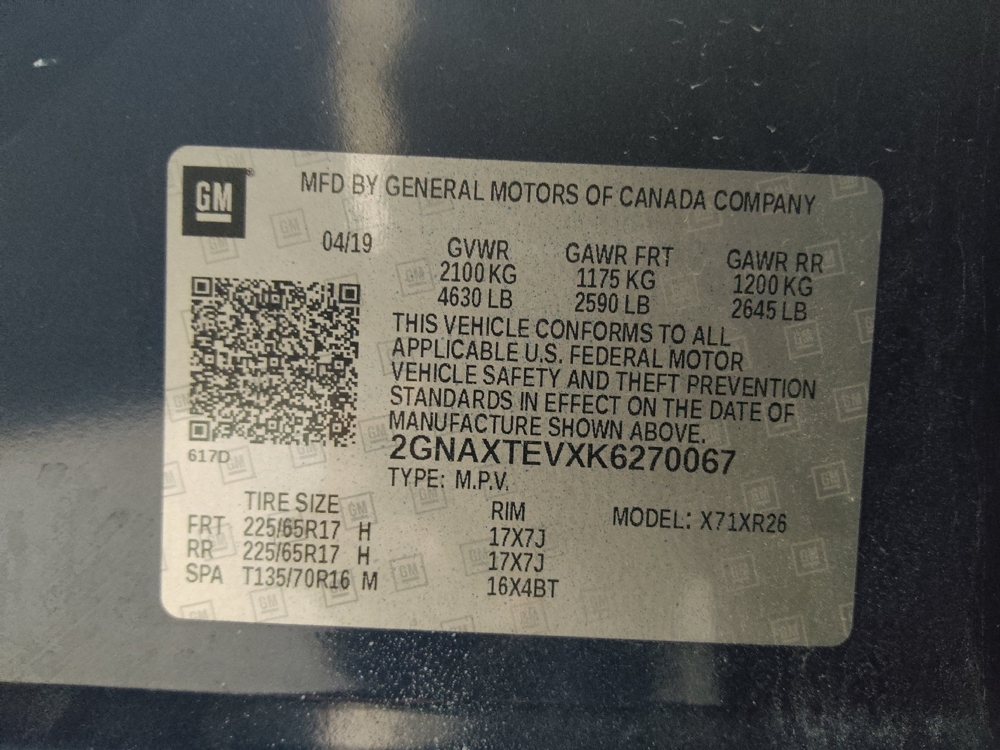 GM
MFD BY GENERAL MOTORS OF CANADA COMPANY
04/19
GVWR GAWR FRT GAWR RR
2100 KG 1175 KG 1200 KG
4630 LB 2590 LB 2645 LB
THIS VEHICLE CONFORMS TO ALL
APPLICABLE U.S. FEDERAL MOTOR
VEHICLE SAFETY AND THEFT PREVENTION
STANDARDS IN EFFECT ON THE DATE OF
MANUFACTURE SHOWN ABOVE.
617D
2GNAXTEVXK6270067
TYPE: M.P.V.
TIRE SIZE RIM MODEL: X71XR26
FRT 225/65R17 H 17X7J
RR 225/65R17 H 17X7J
SPA T135/70R16 M 16X4BT